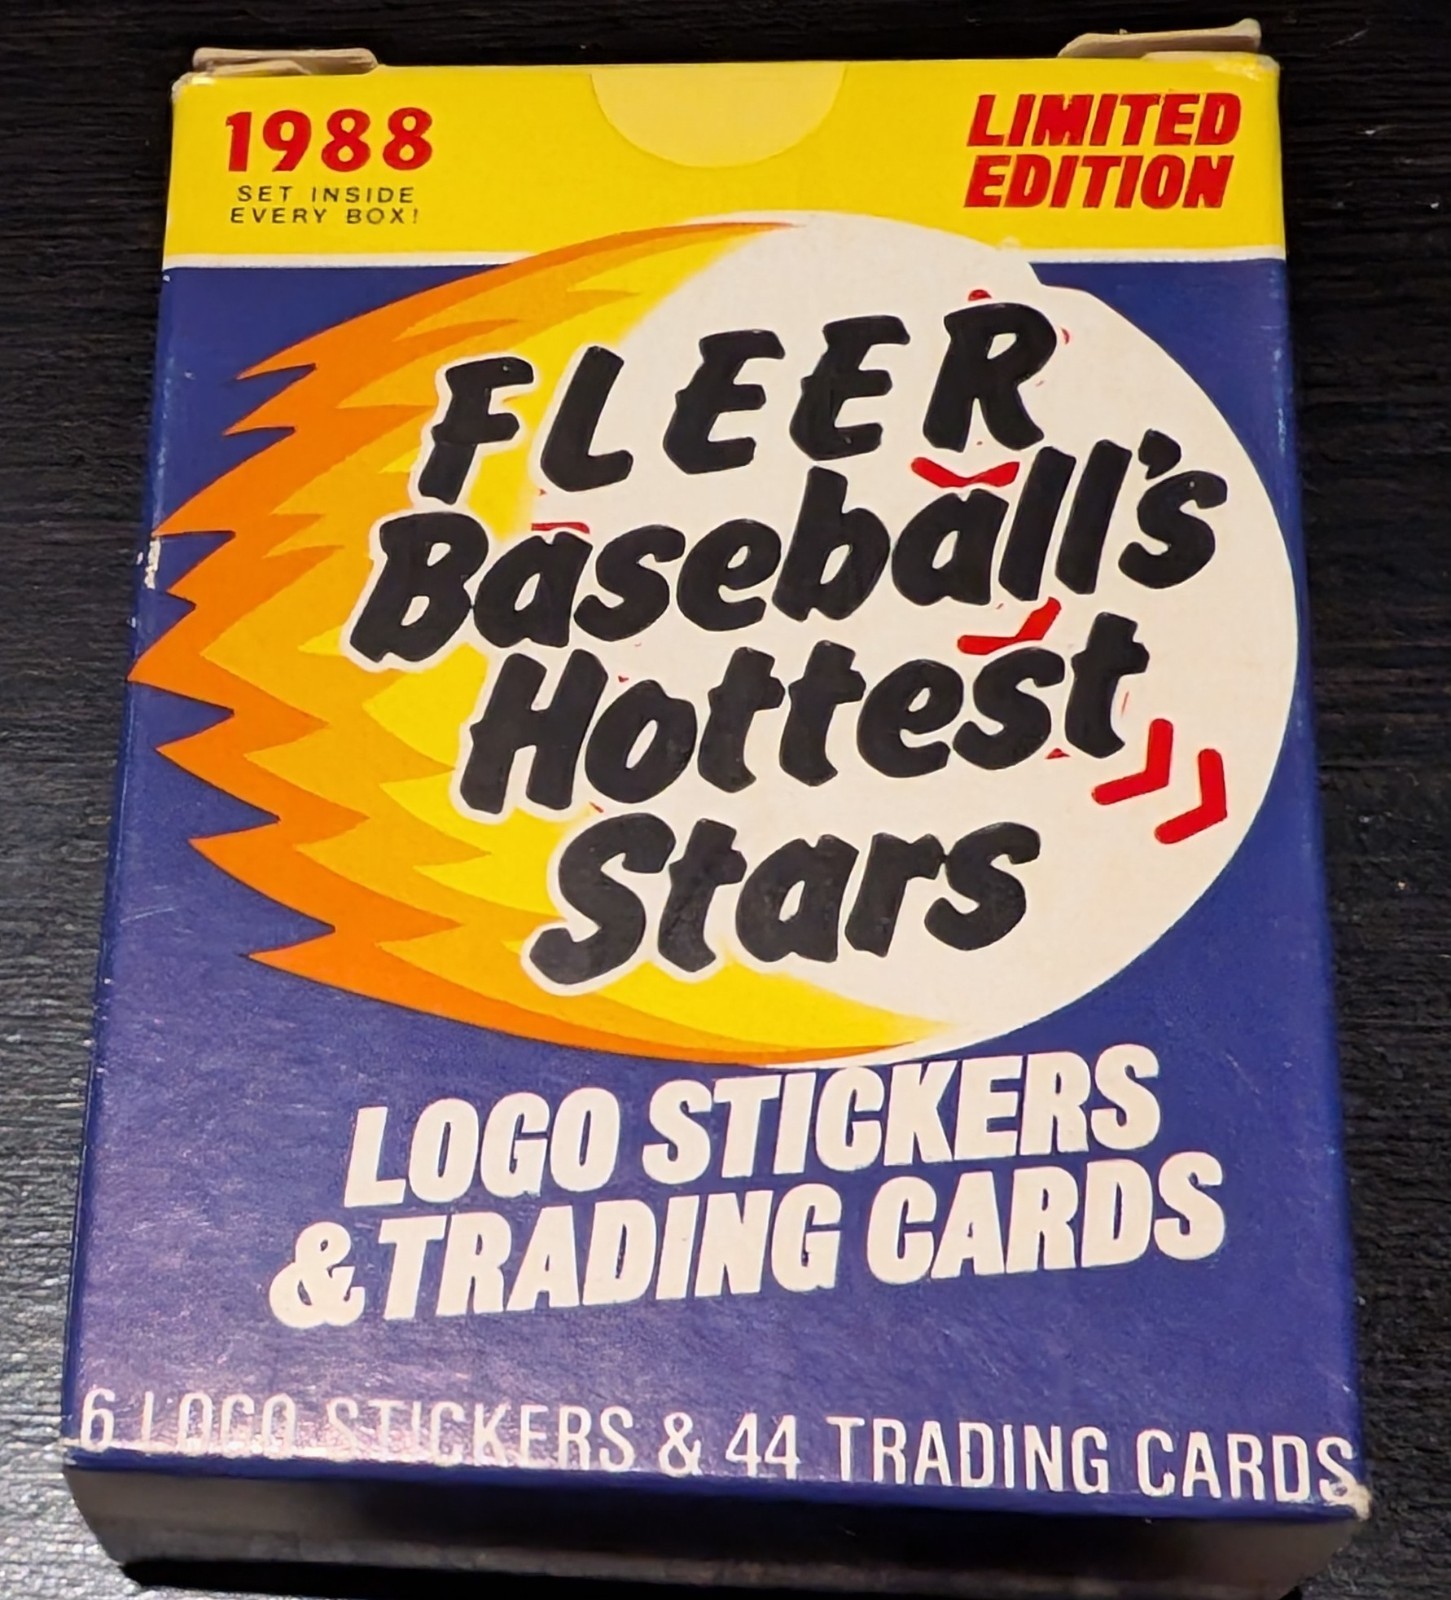 1988
SET INSIDE
EVERY BOX!
LIMITED
EDITION
FLEER
Baseball's
Hottest
Stars
LOGO STICKERS
& TRADING CARDS
6 LOGO STICKERS & 44 TRADING CARDS